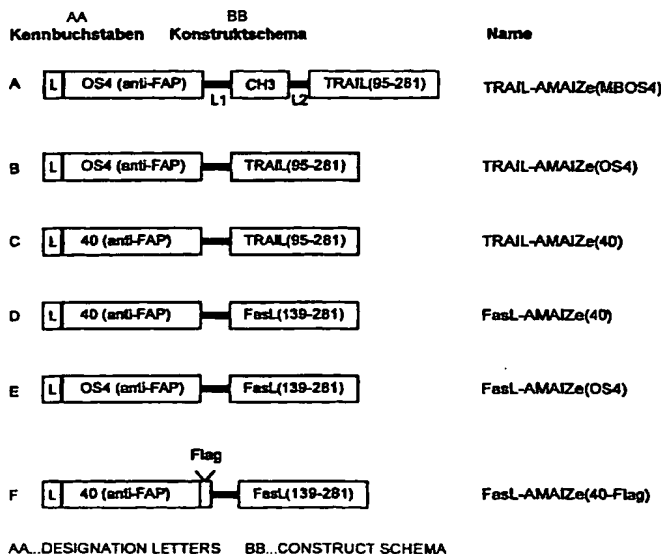 AA BB
Kennbuchstaben Konstruktschema Name
A L OS4 (anti-FAP) L1 CH3 L2 TRAIL(95-281) TRAIL-AMAIZe(MBOS4)
B L OS4 (anti-FAP) TRAIL(95-281) TRAIL-AMAIZe(OS4)
C L 40 (anti-FAP) TRAIL(95-281) TRAIL-AMAIZe(40)
D L 40 (anti-FAP) FasL(139-281) FasL-AMAIZe(40)
E L OS4 (anti-FAP) FasL(139-281) FasL-AMAIZe(OS4)
Flag
F L 40 (anti-FAP) FasL(139-281) FasL-AMAIZe(40-Flag)
AA...DESIGNATION LETTERS BB...CONSTRUCT SCHEMA